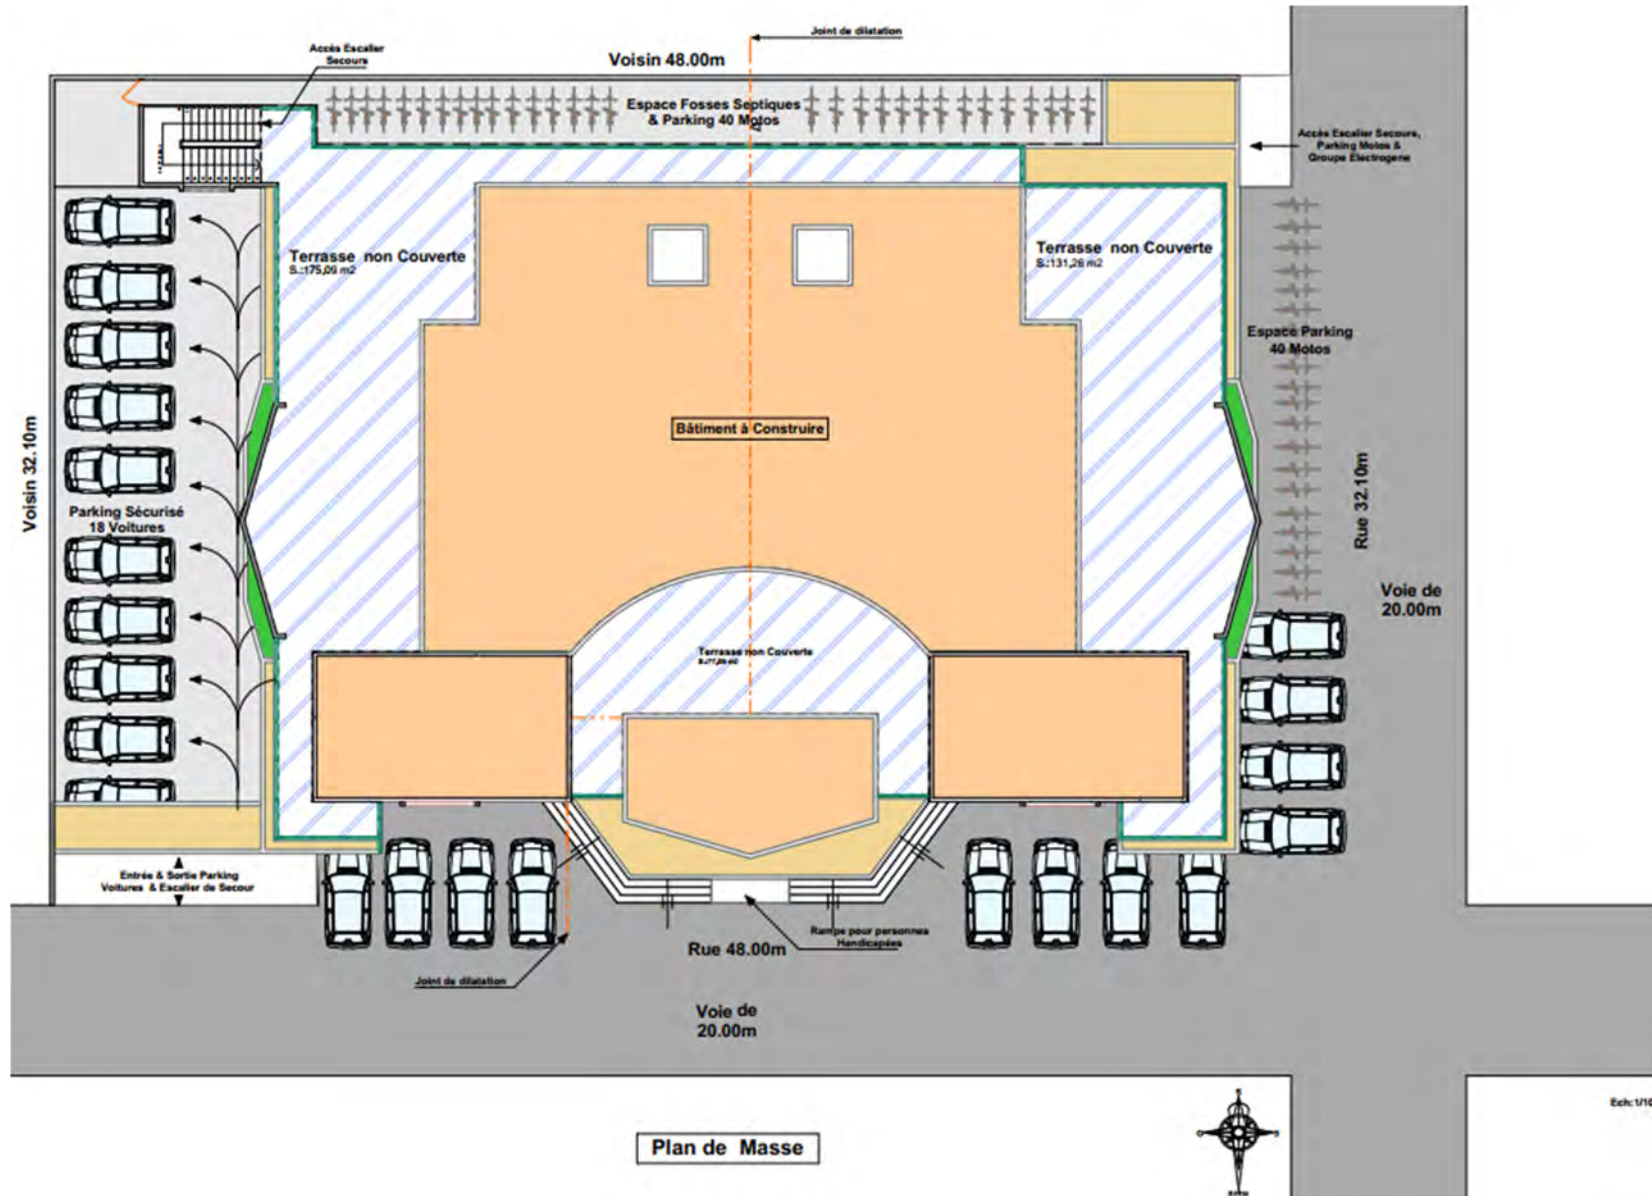 Joint de dilatation
Accès Escalier
Secours
Voisin 48.00m
Espace Fosses Septiques
& Parking 40 Motos
Accès Escalier Secours,
Parking Motos &
Groupe Electrogene
Terrasse non Couverte
S.:175,09 m2
Terrasse non Couverte
S.:131,26 m2
Espace Parking
40 Motos
Bâtiment à Construire
Voisin 32.10m
Rue 32.10m
Parking Sécurisé
18 Voitures
Voie de
20.00m
Terrasse non Couverte
Entrée & Sortie Parking
Voitures & Escalier de Secour
Rampe pour personnes
Handicapées
Rue 48.00m
Joint de dilatation
Voie de
20.00m
Ech:1/10
Plan de Masse